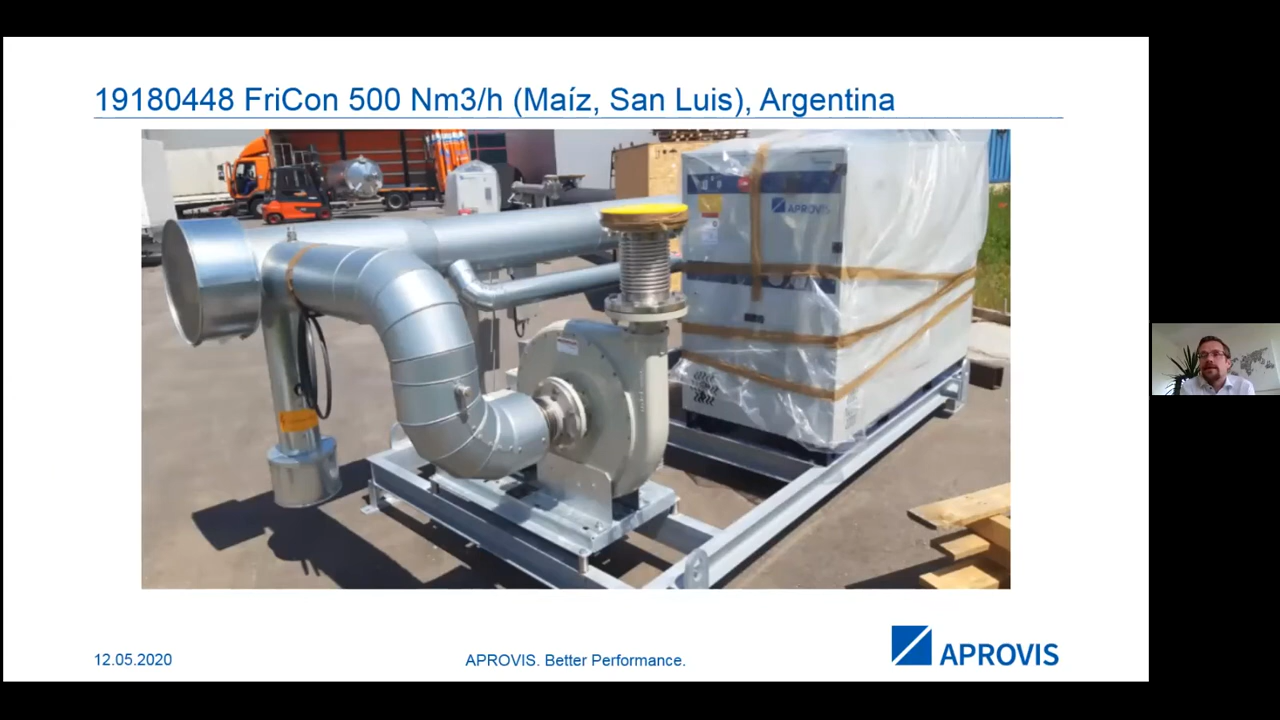 19180448 FriCon 500 Nm3/h (Maíz, San Luis), Argentina
APROVIS
12.05.2020
APROVIS. Better Performance.
APROVIS